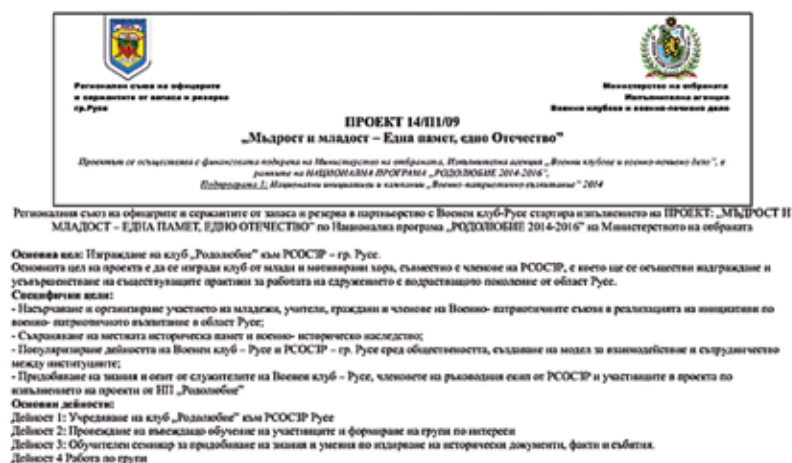 Регионален съюз на офицерите
и сержантите от запаса и резерва
гр.Русе
Министерство на отбраната
Изпълнителна агенция
Военни клубове и военно-почивно дело
ПРОЕКТ 14/П1/09
„Мъдрост и младост – Една памет, едно Отечество”
Проектът се осъществява с финансовата подкрепа на Министерство на отбраната, Изпълнителна агенция „Военни клубове и военно-почивно дело”, в
рамките на НАЦИОНАЛНА ПРОГРАМА „РОДОЛЮБИЕ 2014-2016”,
Подпрограма 1: Национални инициативи и кампании „Военно-патриотично възпитание” 2014
Регионалния съюз на офицерите и сержантите от запаса и резерва в партньорство с Военен клуб-Русе стартира изпълнението на ПРОЕКТ: „МЪДРОСТ И
МЛАДОСТ – ЕДНА ПАМЕТ, ЕДНО ОТЕЧЕСТВО” по Национална програма „РОДОЛЮБИЕ 2014-2016” на Министерството на отбраната
Основна цел: Изграждане на клуб „Родолюбие” към РСОСЗР – гр. Русе.
Основната цел на проекта е да се изгради клуб от млади и мотивирани хора, съвместно с членове на РСОСЗР, с което ще се осъществи надграждане и
усъвършенстване на съществуващите практики за работата на сдружението с подрастващото поколение от област Русе.
Специфични цели:
- Насърчаване и организиране участието на младежи, учители, граждани и членове на Военно- патриотичните съюзи в реализацията на инициативи по
военно- патриотичното възпитание в област Русе;
- Съхраняване на местната историческа памет и военно- историческо наследство;
- Популяризиране дейността на Военен клуб – Русе и РСОСЗР – гр. Русе сред обществеността, създаване на модел за взаимодействие и сътрудничество
между институциите;
- Придобиване на знания и опит от служителите на Военен клуб – Русе, членовете на ръководния екип от РСОСЗР и участниците в проекта по
изпълнението на проекти от НП „Родолюбие”
Основни дейности:
Дейност 1: Учредяване на клуб „Родолюбие” към РСОСЗР Русе
Дейност 2: Провеждане на въвеждащо обучение на участниците и формиране на групи по интереси
Дейност 3: Обучителен семинар за придобиване на знания и умения по издирване на исторически документи, факти и събития.
Дейност 4 Работа по групи